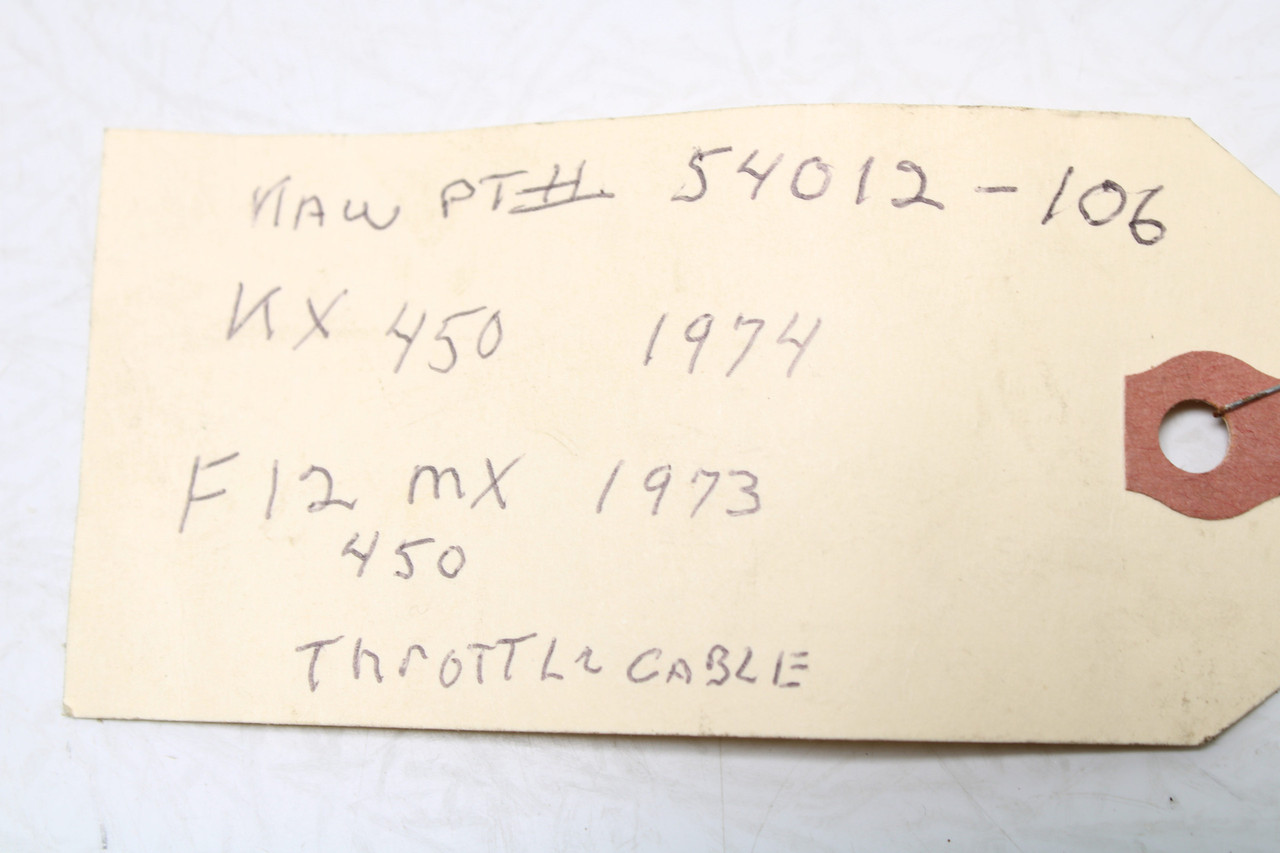 KAW PT# 54012-106
KX 450 1974
F12 MX 1973
450
THROTTLE CABLE